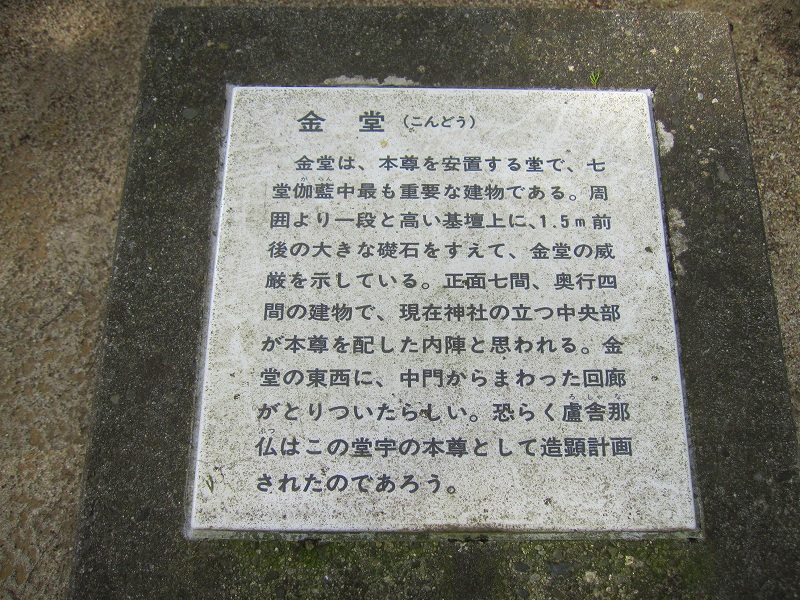 金 堂 (こんどう)
金堂は、本尊を安置する堂で、七
堂伽藍中最も重要な建物である。周
囲より一段と高い基壇上に、1.5m前
後の大きな礎石をすえて、金堂の威
厳を示している。正面七間、奥行四
間の建物で、現在神社の立つ中央部
が本尊を配した内陣と思われる。金
堂の東西に、中門からまわった回廊
がとりついたらしい。恐らく盧舎那
仏はこの堂宇の本尊として造顕計画
されたのであろう。